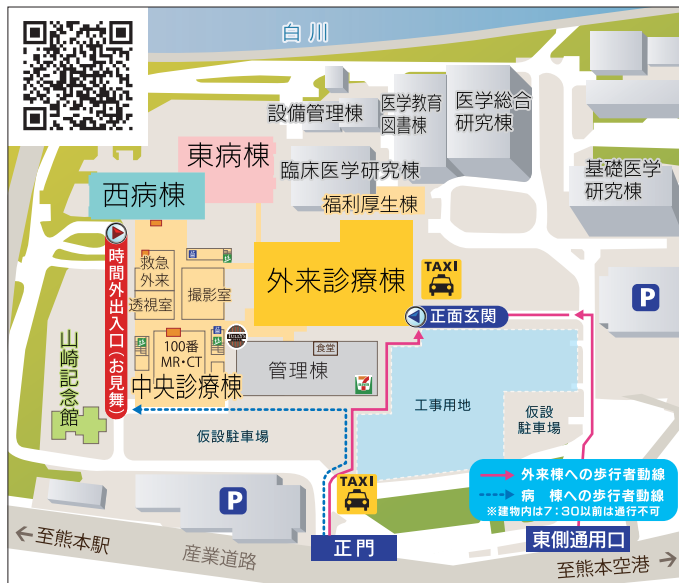 白川
設備管理棟
医学教育
図書棟
医学総合
研究棟
東病棟
臨床医学研究棟
基礎医学
研究棟
西病棟
福利厚生棟
救急
外来
外来診療棟
TAXI
透視室
撮影室
P
時間外出入口(お見舞)
正面玄関
100番
MR・CT
食堂
管理棟
山崎記念館
中央診療棟
工事用地
仮設
駐車場
仮設駐車場
外来棟への歩行者動線
病 棟への歩行者動線
※建物内は7:30以前は通行不可
TAXI
P
正門
東側通用口
至熊本駅
産業道路
至熊本空港